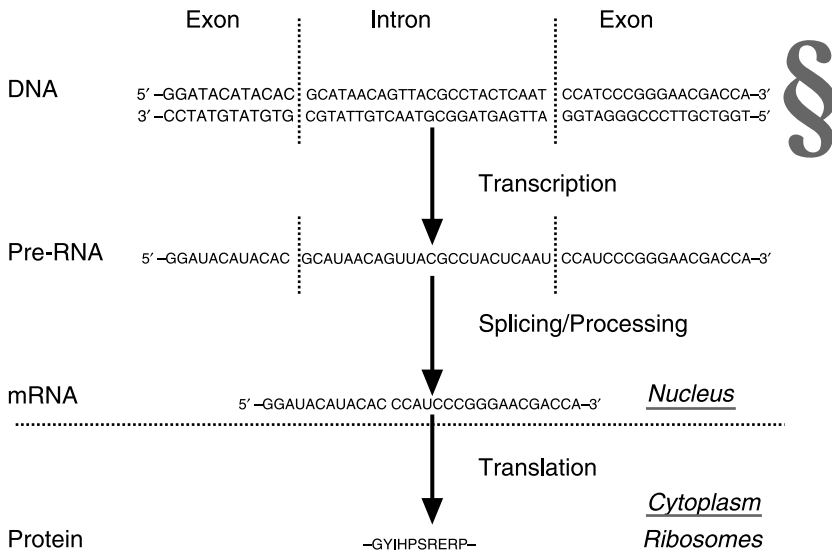 Exon Intron Exon
§
DNA 5′ –GGATACATACAC GCATAACAGTTACGCCTACTCAAT CCATCCCGGGAACGACCA–3′
3′ –CCTATGTATGTG CGTATTGTCAATGCGGATGAGTTA GGTAGGGCCCTTGCTGGT–5′
Transcription
Pre-RNA 5′ –GGAUACAUACAC GCAUAACAGUUACGCCUACUCAAU CCAUCCCGGGAACGACCA–3′
Splicing/Processing
mRNA 5′ –GGAUACAUACAC CCAUCCCGGGAACGACCA–3′ Nucleus
Translation
Cytoplasm
Protein –GYIHPSRERP– Ribosomes